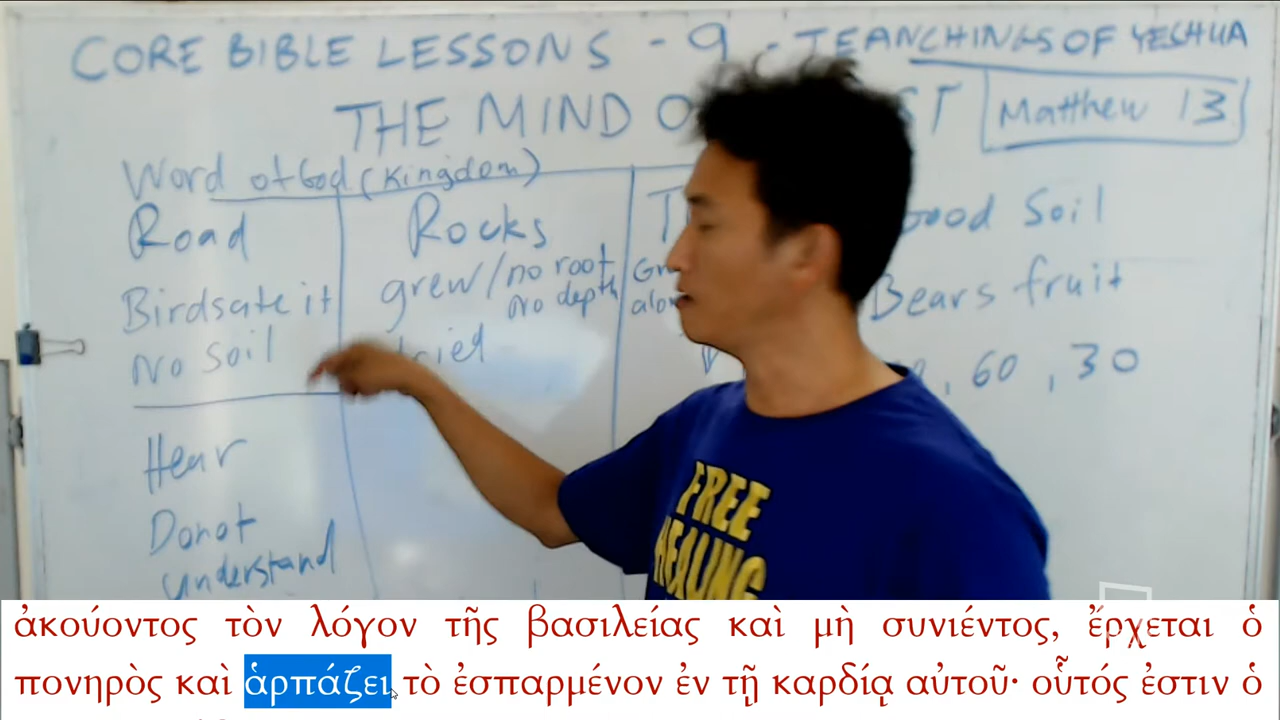 CORE BIBLE LESSONS - 9 - TEANCHINGS OF YESHUA
THE MIND
Matthew 13
Word of God (Kingdom)
Road
Rocks
Good Soil
Birds ate it
grew/no root
no depth
Bears fruit
No soil
dried
, 60 , 30
Hear
Donot
understand
FREE
HEALING
ἀκούοντος τὸν λόγον τῆς βασιλείας καὶ μὴ συνιέντος, ἔρχεται ὁ
πονηρὸς καὶ ἁρπάζει τὸ ἐσπαρμένον ἐν τῇ καρδίᾳ αὐτοῦ· οὗτός ἐστιν ὁ